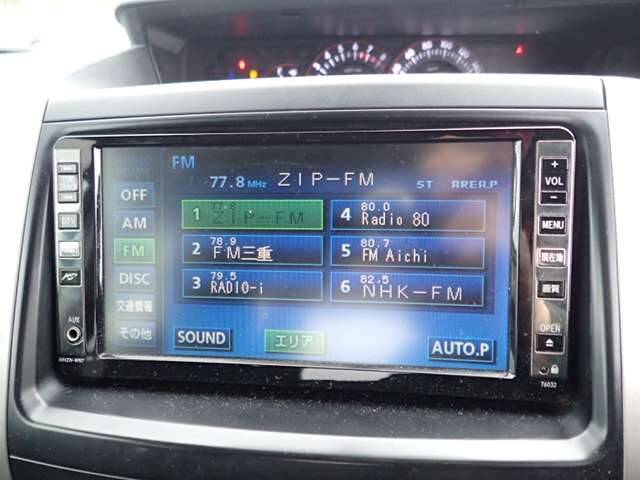 FM
77.8 MHz ZIP-FM ST AREA.P
OFF
AM
FM
DISC
交通情報
その他
1 77.8 ZIP-FM
2 78.9 FM三重
3 79.5 RADIO-i
4 80.0 Radio 80
5 80.7 FM Aichi
6 82.5 NHK-FM
SOUND
エリア
AUTO.P
+
VOL
-
MENU
現在地
画質
OPEN
76032
AUX